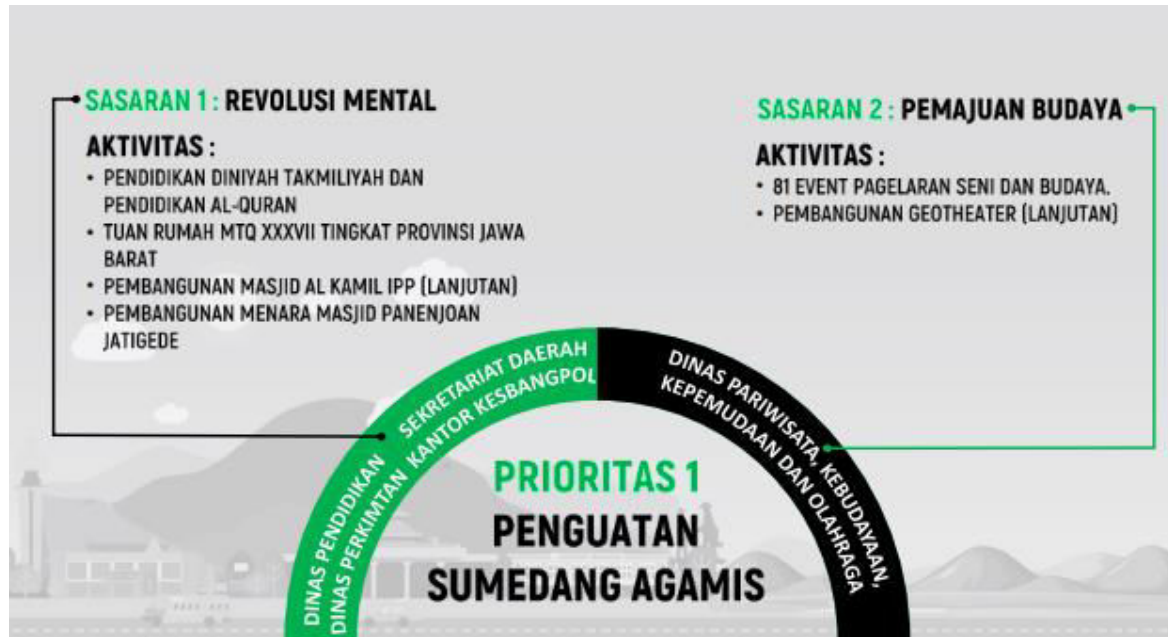 SASARAN 1 : REVOLUSI MENTAL
AKTIVITAS :
• PENDIDIKAN DINIYAH TAKMILIYAH DAN
PENDIDIKAN AL-QURAN
• TUAN RUMAH MTQ XXXVII TINGKAT PROVINSI JAWA
BARAT
• PEMBANGUNAN MASJID AL KAMIL IPP (LANJUTAN)
• PEMBANGUNAN MENARA MASJID PANENJOAN
JATIGEDE
SASARAN 2 : PEMAJUAN BUDAYA
AKTIVITAS :
• 81 EVENT PAGELARAN SENI DAN BUDAYA.
• PEMBANGUNAN GEOTHEATER (LANJUTAN)
DINAS PENDIDIKAN SEKRETARIAT DAERAH
DINAS PERKIMTAN KANTOR KESBANGPOL
DINAS PARIWISATA, KEBUDAYAAN,
KEPEMUDAAN DAN OLAHRAGA
PRIORITAS 1
PENGUATAN
SUMEDANG AGAMIS